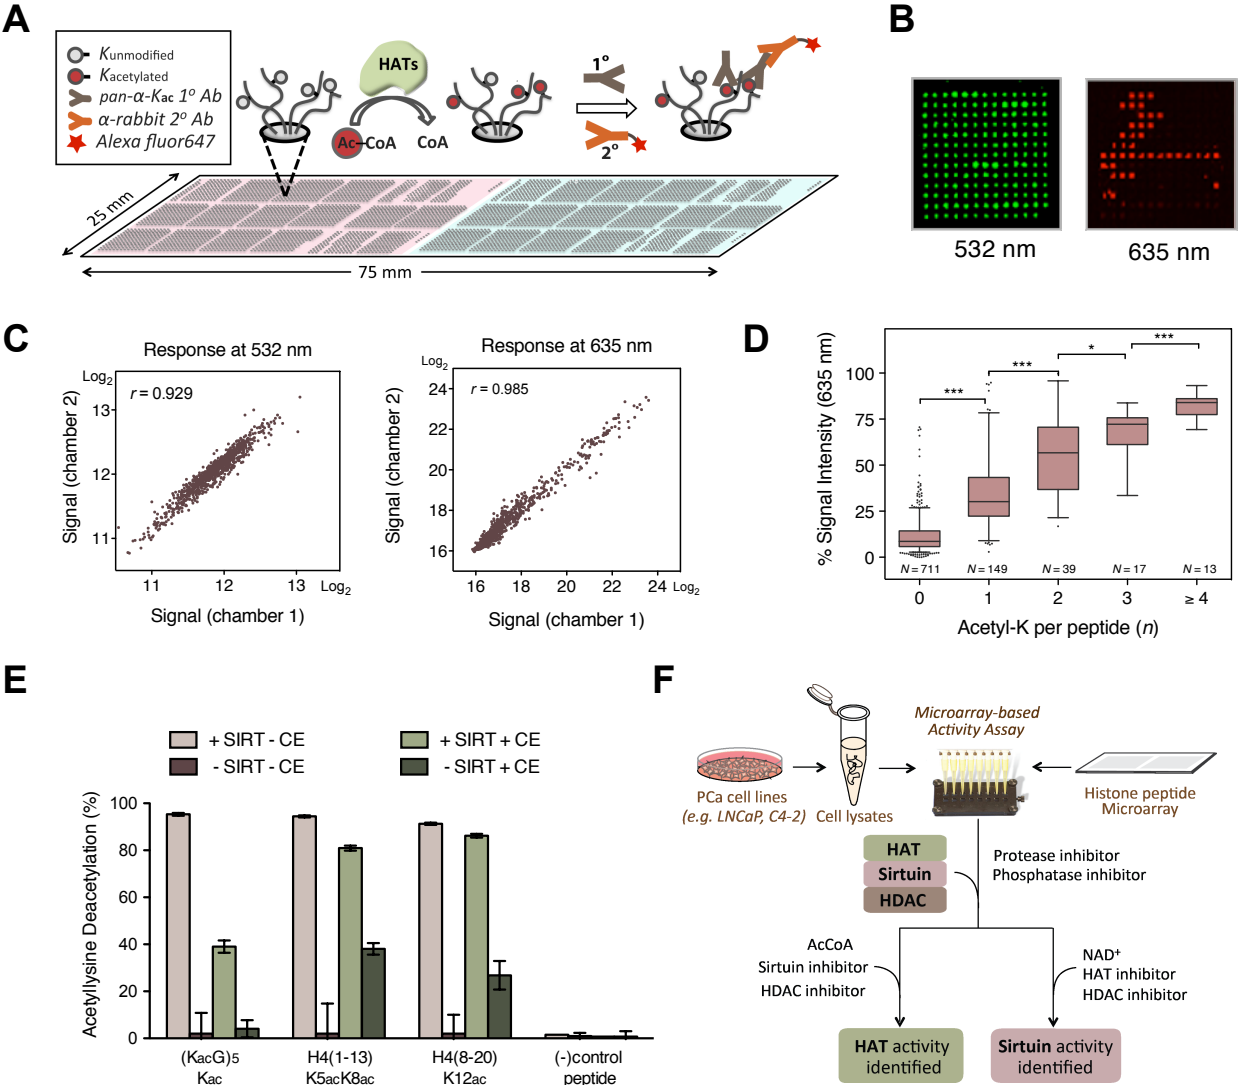 A
Kunmodified
Kacetylated
pan-α-Kac 1º Ab
α-rabbit 2º Ab
Alexa fluor647
HATs
Ac-CoA
CoA
1º
2º
25 mm
75 mm
B
532 nm
635 nm
C
Response at 532 nm
Log2
r = 0.929
13
12
11
Signal (chamber 2)
11 12 13 Log2
Signal (chamber 1)
Response at 635 nm
Log2
r = 0.985
24
22
20
18
16
Signal (chamber 2)
16 18 20 22 24 Log2
Signal (chamber 1)
D
% Signal Intensity (635 nm)
100
75
50
25
0
*** *** * ***
N = 711 N = 149 N = 39 N = 17 N = 13
0 1 2 3 ≥ 4
Acetyl-K per peptide (n)
E
+ SIRT - CE
- SIRT - CE
+ SIRT + CE
- SIRT + CE
Acetyllysine Deacetylation (%)
100
80
60
40
20
0
(KacG)5
Kac
H4(1-13)
K5acK8ac
H4(8-20)
K12ac
(-)control
peptide
F
PCa cell lines
(e.g. LNCaP, C4-2)
Cell lysates
Microarray-based
Activity Assay
Histone peptide
Microarray
HAT
Sirtuin
HDAC
Protease inhibitor
Phosphatase inhibitor
AcCoA
Sirtuin inhibitor
HDAC inhibitor
NAD+
HAT inhibitor
HDAC inhibitor
HAT activity
identified
Sirtuin activity
identified